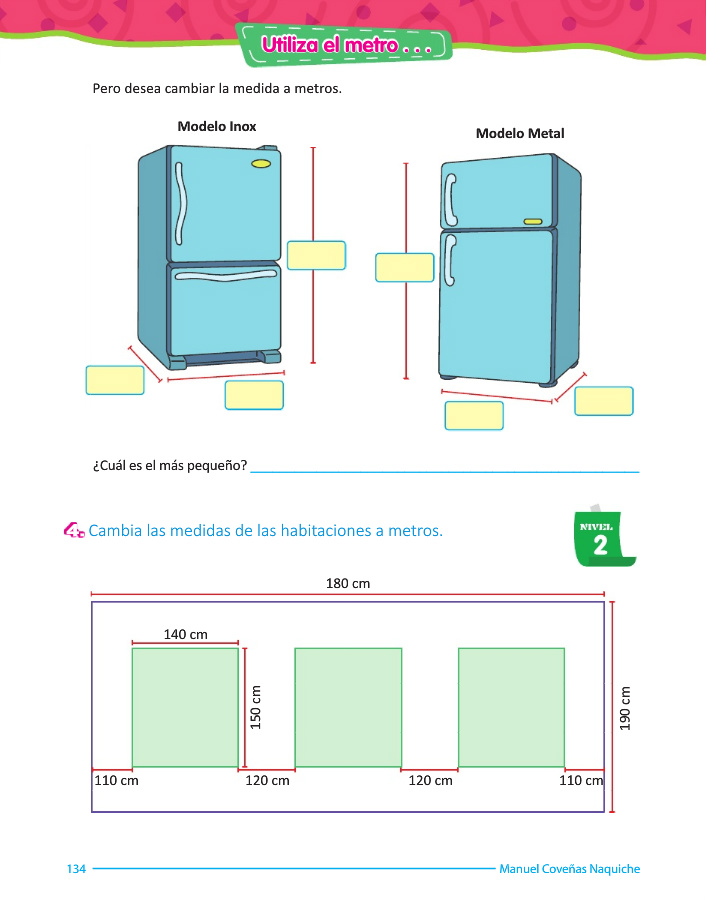 Utiliza el metro . . .
Pero desea cambiar la medida a metros.
Modelo Inox
Modelo Metal
¿Cuál es el más pequeño?
4. Cambia las medidas de las habitaciones a metros.
NIVEL
2
180 cm
140 cm
150 cm
190 cm
110 cm
120 cm
120 cm
110 cm
134
Manuel Coveñas Naquiche